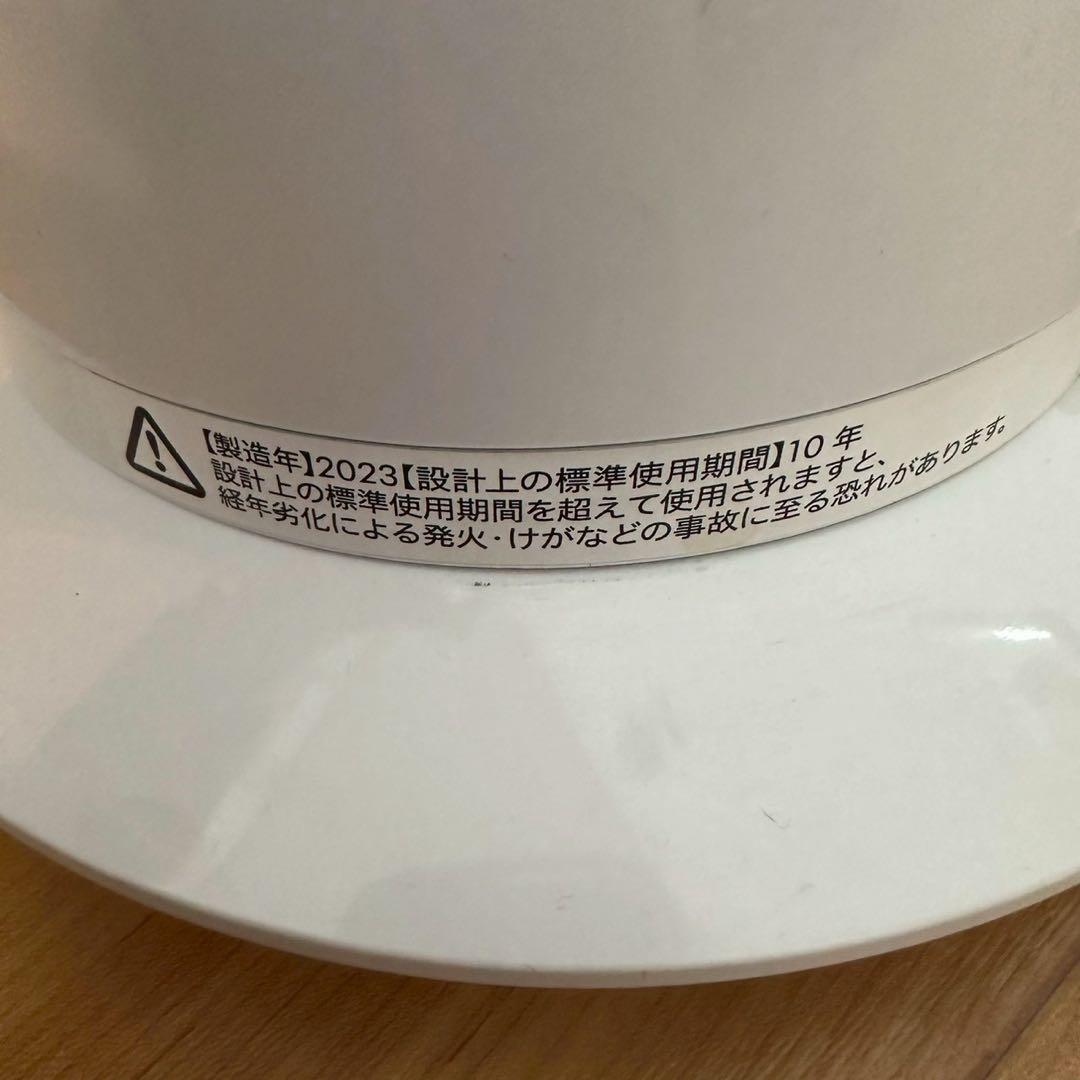 【製造年】2023【設計上の標準使用期間】10 年
設計上の標準使用期間を超えて使用されますと、
経年劣化による発火・けがなどの事故に至る恐れがあります。